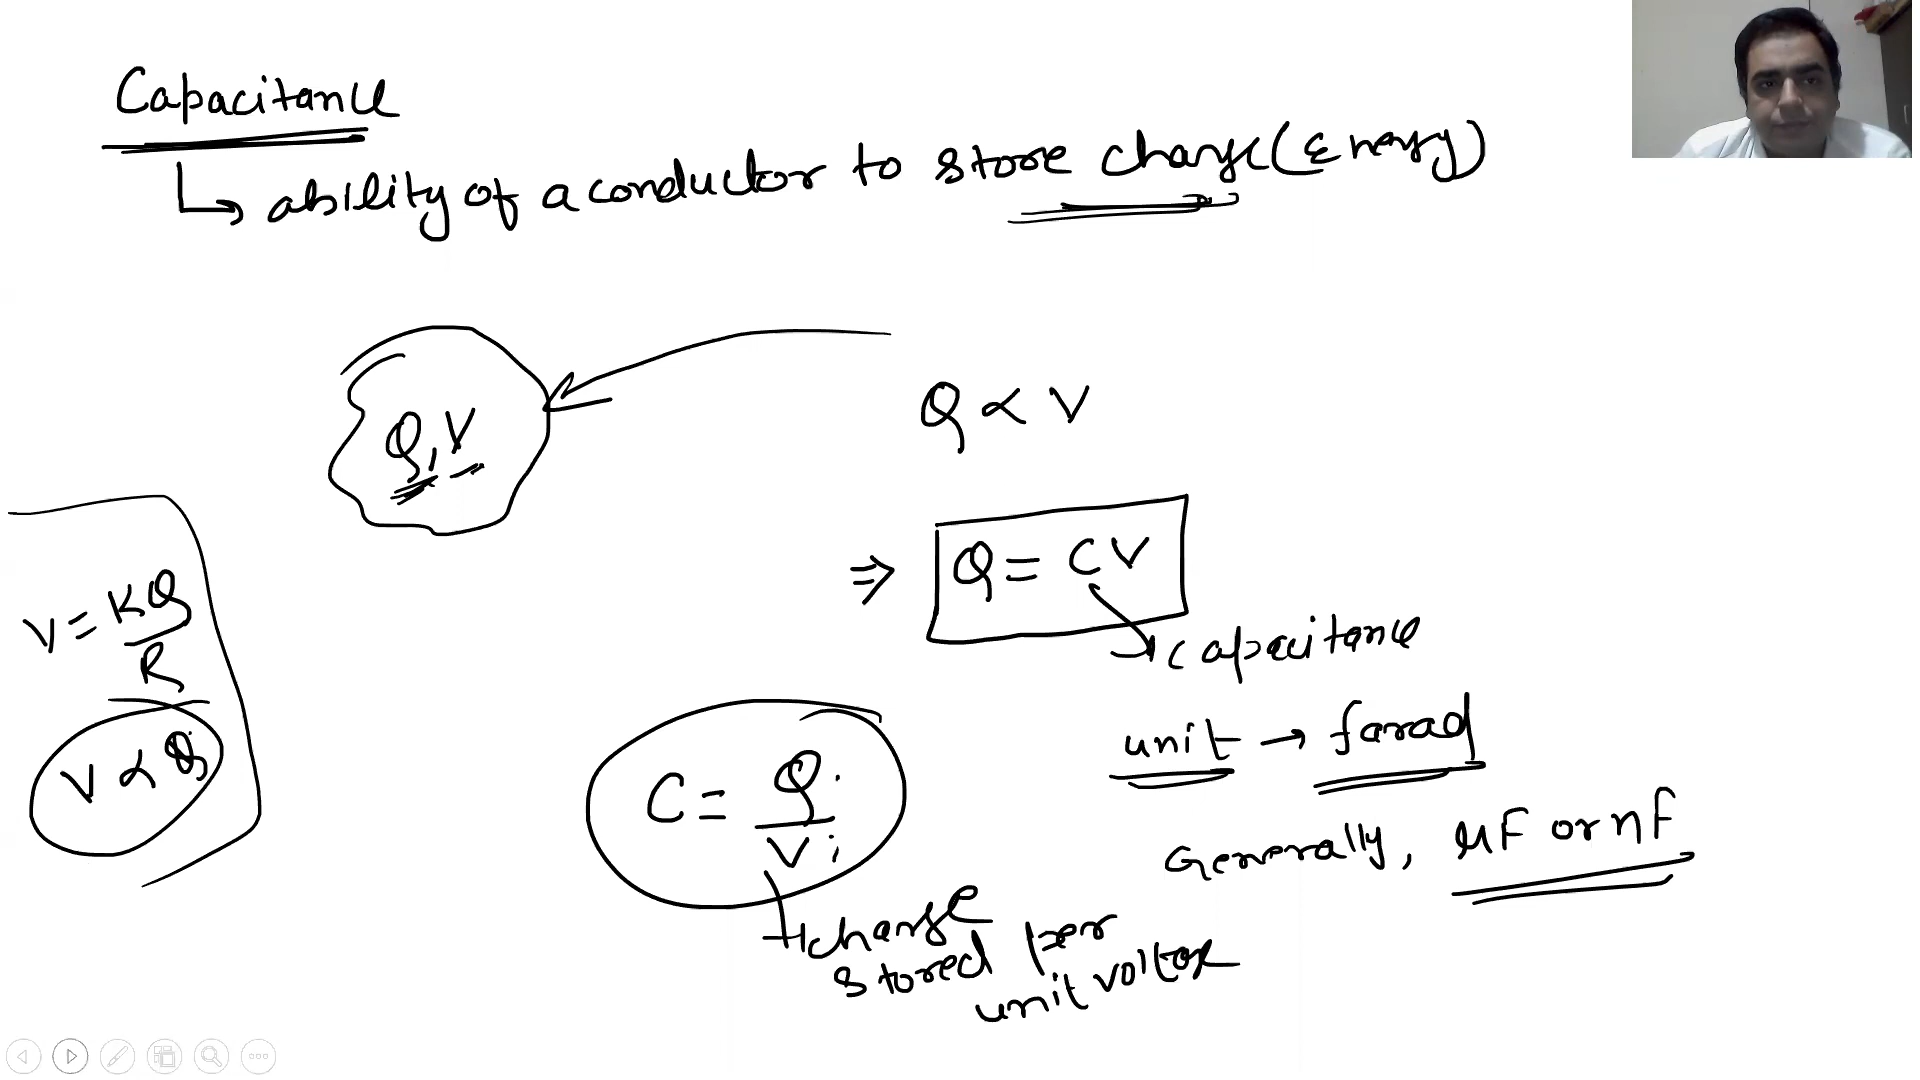 Capacitance
↳ ability of a conductor to store charge (Energy)
Q, V
Q ∝ V
⇒ Q = CV
capacitance
V = KQ/R
V ∝ Q
unit → farad
C = Q/V
Generally, μF or nF
charge
stored per
unit voltage